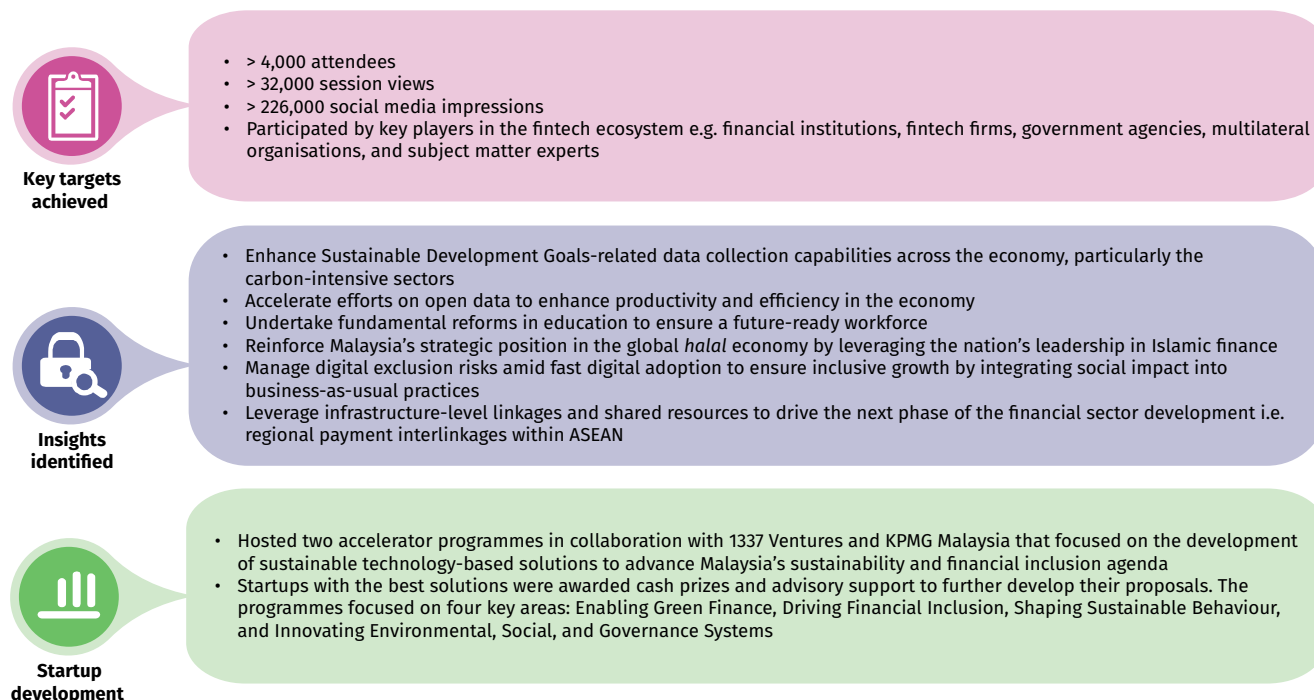 • > 4,000 attendees
• > 32,000 session views
• > 226,000 social media impressions
• Participated by key players in the fintech ecosystem e.g. financial institutions, fintech firms, government agencies, multilateral
organisations, and subject matter experts
Key targets
achieved
• Enhance Sustainable Development Goals-related data collection capabilities across the economy, particularly the
carbon-intensive sectors
• Accelerate efforts on open data to enhance productivity and efficiency in the economy
• Undertake fundamental reforms in education to ensure a future-ready workforce
• Reinforce Malaysia's strategic position in the global halal economy by leveraging the nation's leadership in Islamic finance
• Manage digital exclusion risks amid fast digital adoption to ensure inclusive growth by integrating social impact into
business-as-usual practices
• Leverage infrastructure-level linkages and shared resources to drive the next phase of the financial sector development i.e.
regional payment interlinkages within ASEAN
Insights
identified
• Hosted two accelerator programmes in collaboration with 1337 Ventures and KPMG Malaysia that focused on the development
of sustainable technology-based solutions to advance Malaysia's sustainability and financial inclusion agenda
• Startups with the best solutions were awarded cash prizes and advisory support to further develop their proposals. The
programmes focused on four key areas: Enabling Green Finance, Driving Financial Inclusion, Shaping Sustainable Behaviour,
and Innovating Environmental, Social, and Governance Systems
Startup
development